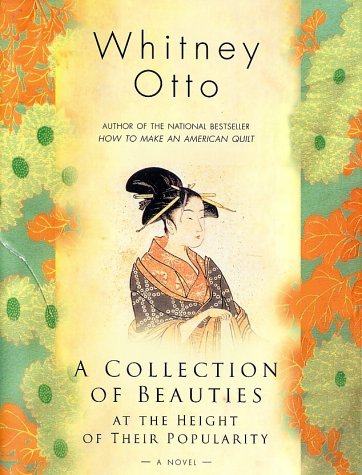 Whitney
Otto
AUTHOR OF THE NATIONAL BESTSELLER
HOW TO MAKE AN AMERICAN QUILT
A COLLECTION
OF BEAUTIES
AT THE HEIGHT
OF THEIR POPULARITY
— A NOVEL —